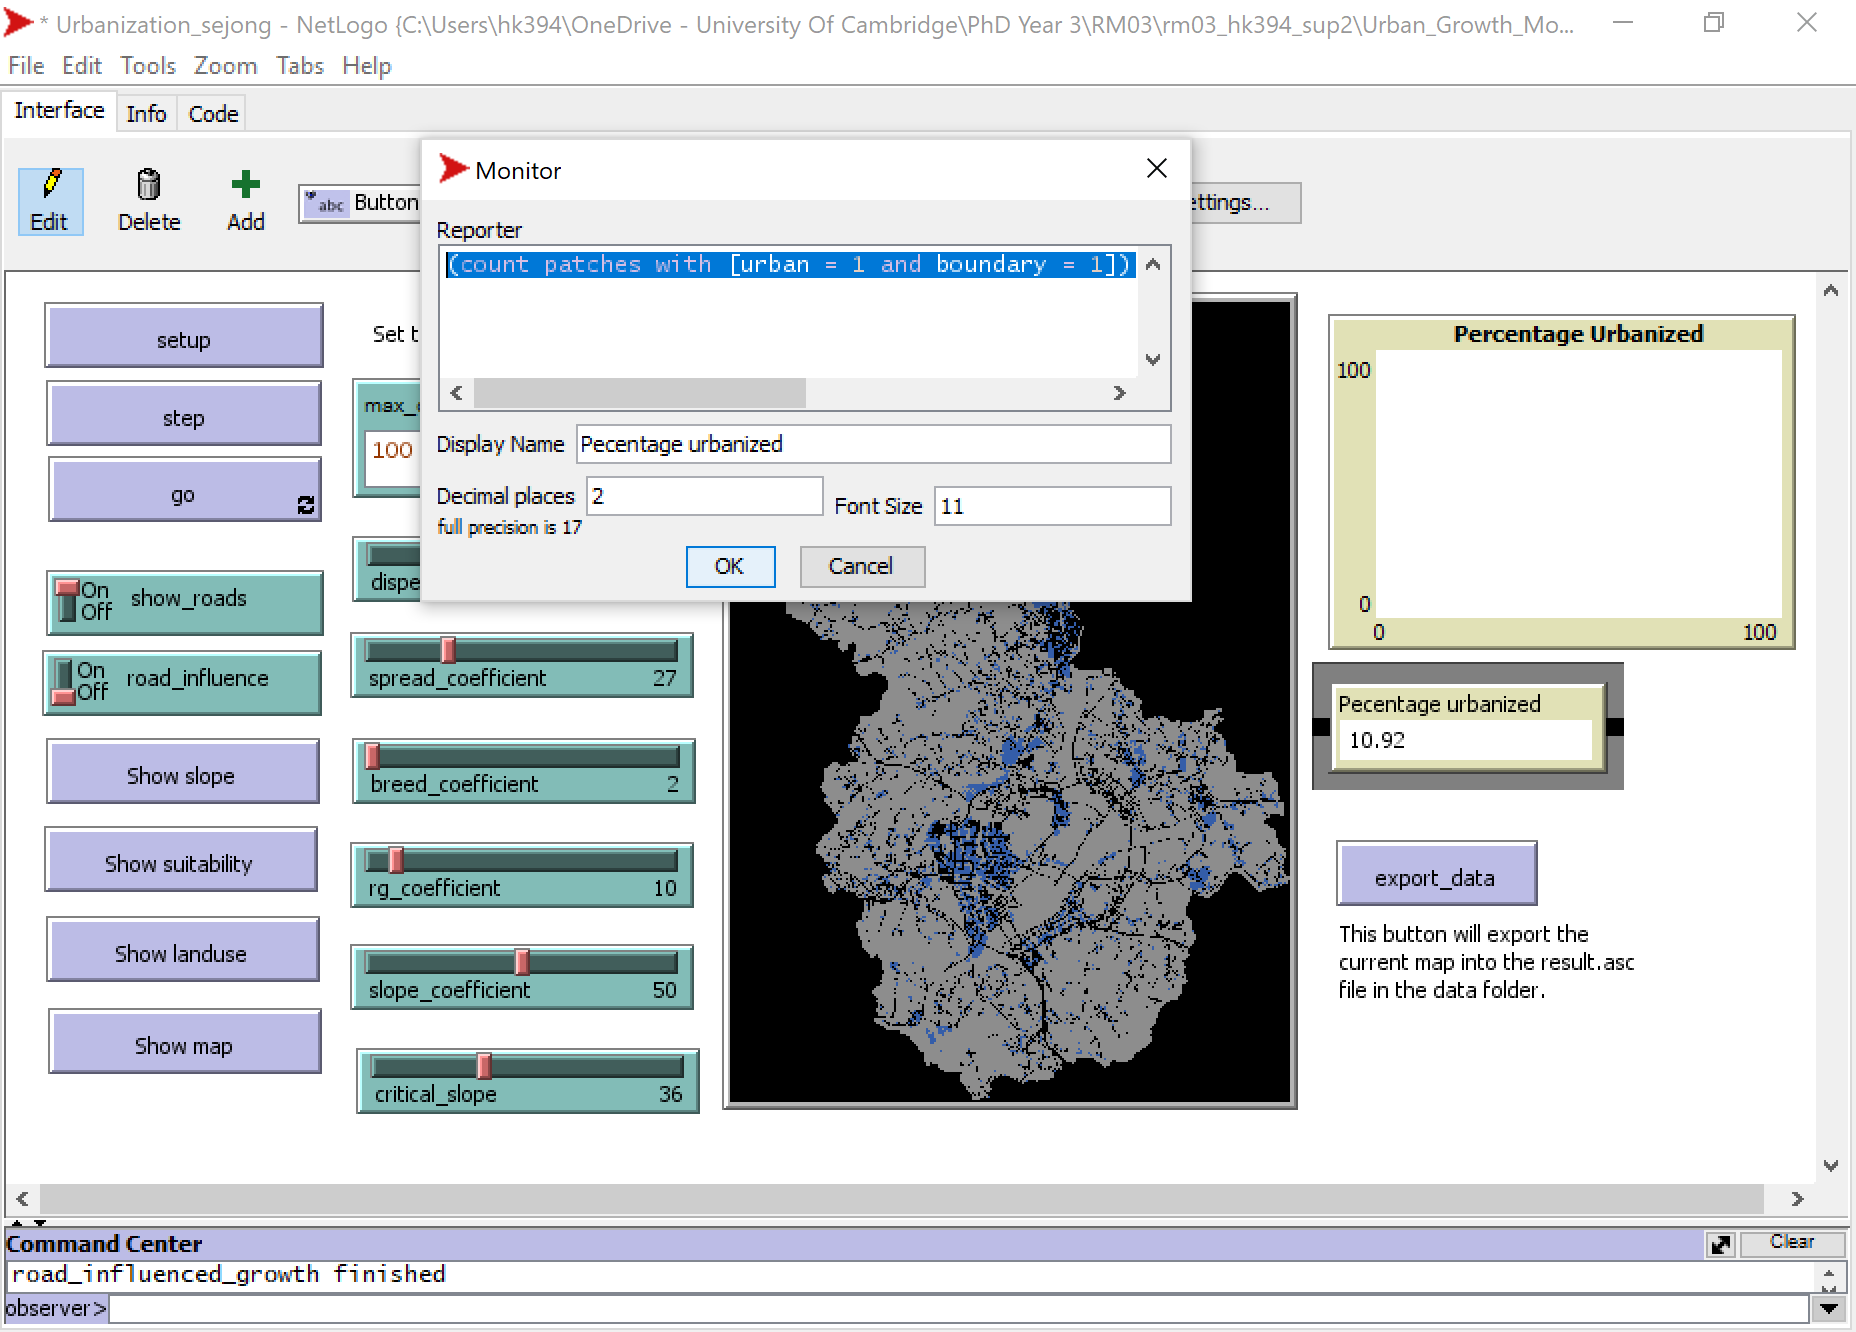 * Urbanization_sejong - NetLogo {C:\Users\hk394\OneDrive - University Of Cambridge\PhD Year 3\RM03\rm03_hk394_sup2\Urban_Growth_Mo...
File Edit Tools Zoom Tabs Help
Interface Info Code
Edit
Delete
Add
abc Button
ettings...
Monitor
Reporter
(count patches with [urban = 1 and boundary = 1])
Display Name Pecentage urbanized
Decimal places 2
full precision is 17
Font Size 11
OK Cancel
setup
step
go
On
Off
show_roads
On
Off
road_influence
Show slope
Show suitability
Show landuse
Show map
Set t
max_
100
dispe
spread_coefficient 27
breed_coefficient 2
rg_coefficient 10
slope_coefficient 50
critical_slope 36
Percentage Urbanized
100
0
0 100
Pecentage urbanized
10.92
export_data
This button will export the
current map into the result.asc
file in the data folder.
Command Center
Clear
road_influenced_growth finished
observer>